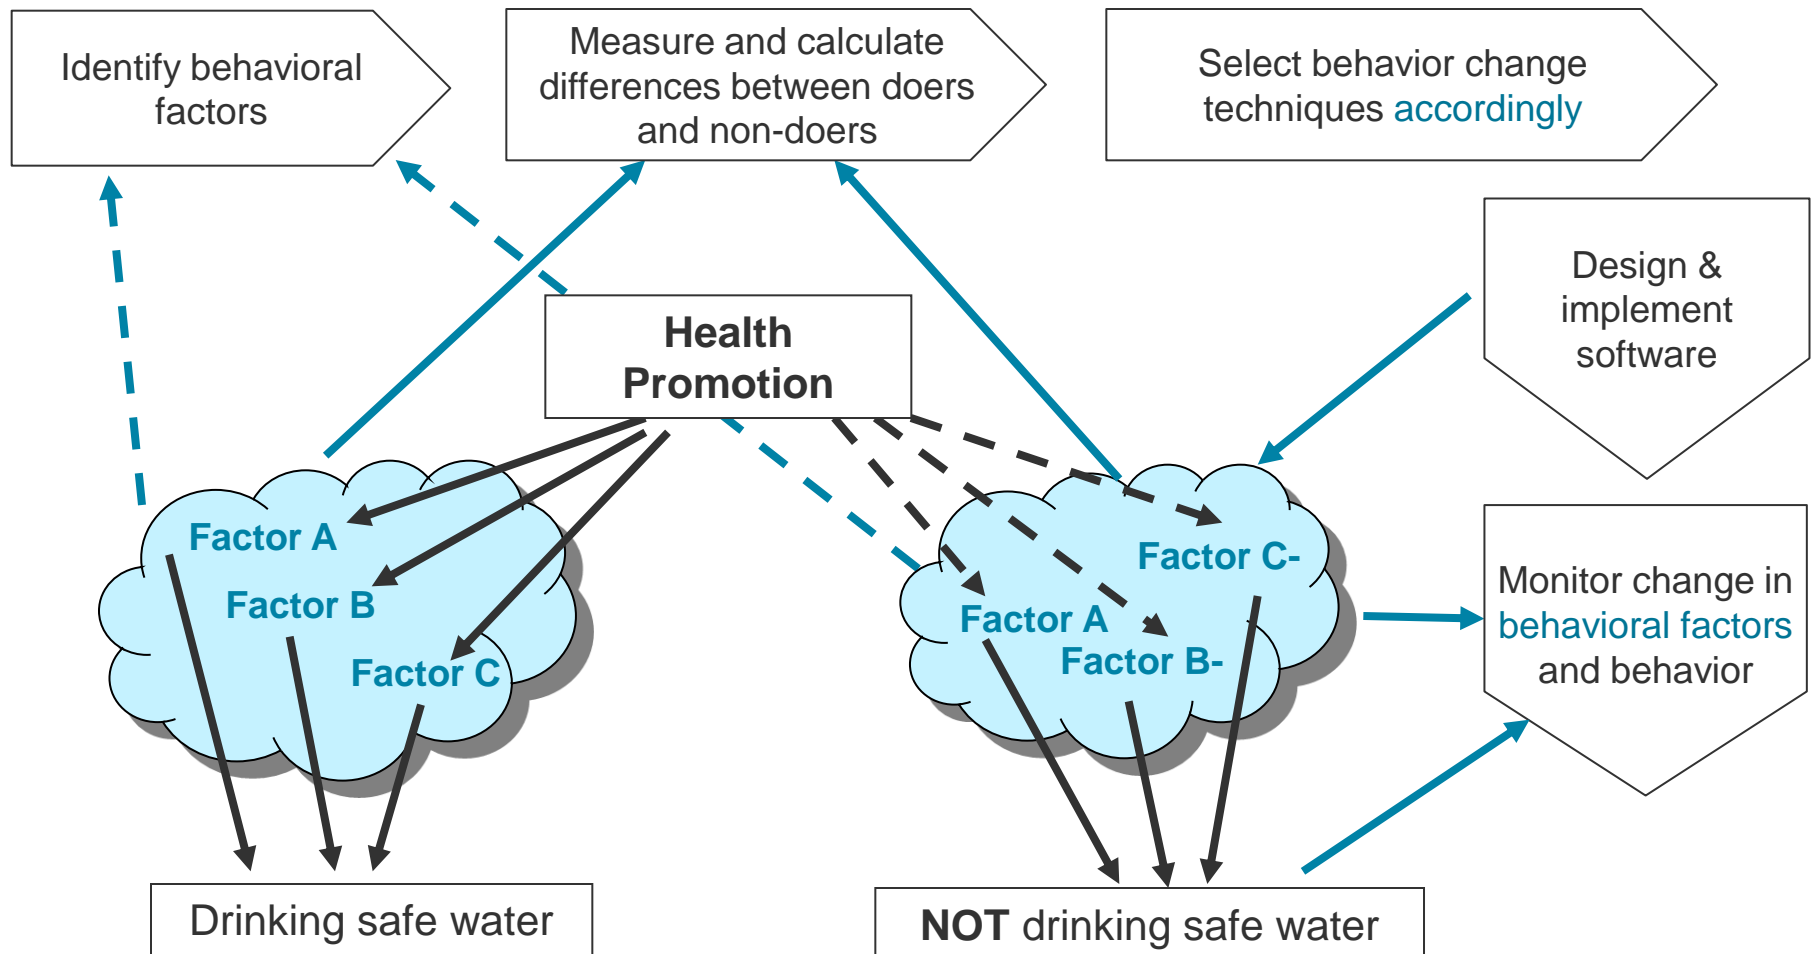 Identify behavioral
factors
Measure and calculate
differences between doers
and non-doers
Select behavior change
techniques accordingly
Design &
implement
software
Health
Promotion
Factor A
Factor B
Factor C
Factor C-
Factor A
Factor B-
Monitor change in
behavioral factors
and behavior
Drinking safe water
NOT drinking safe water